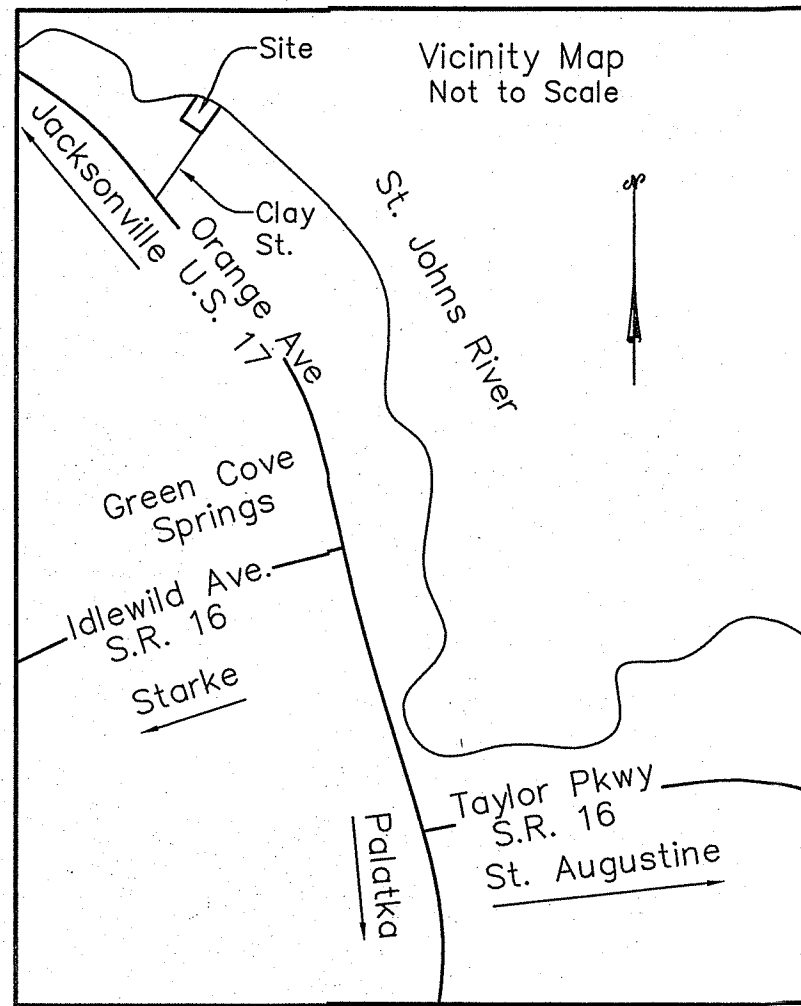 Vicinity Map
Not to Scale
Site
Clay
St.
Jacksonville
Orange Ave
U.S. 17
St. Johns River
Green Cove
Springs
Idlewild Ave.
S.R. 16
Starke
Taylor Pkwy
S.R. 16
St. Augustine
Palatka